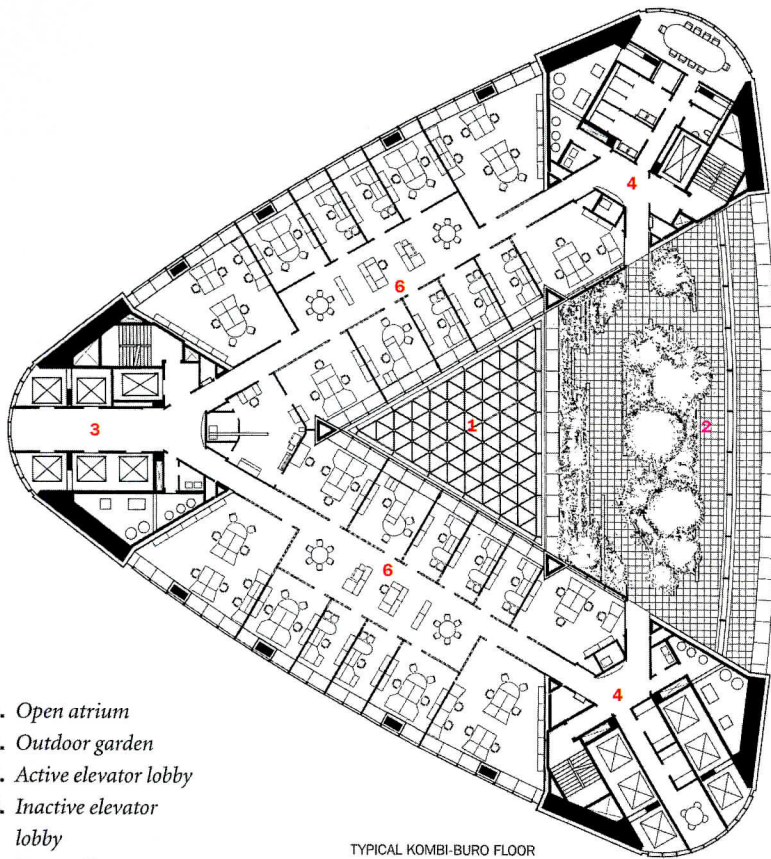 4
6
3
1
2
6
4
. Open atrium
. Outdoor garden
. Active elevator lobby
. Inactive elevator
lobby
TYPICAL KOMBI-BURO FLOOR